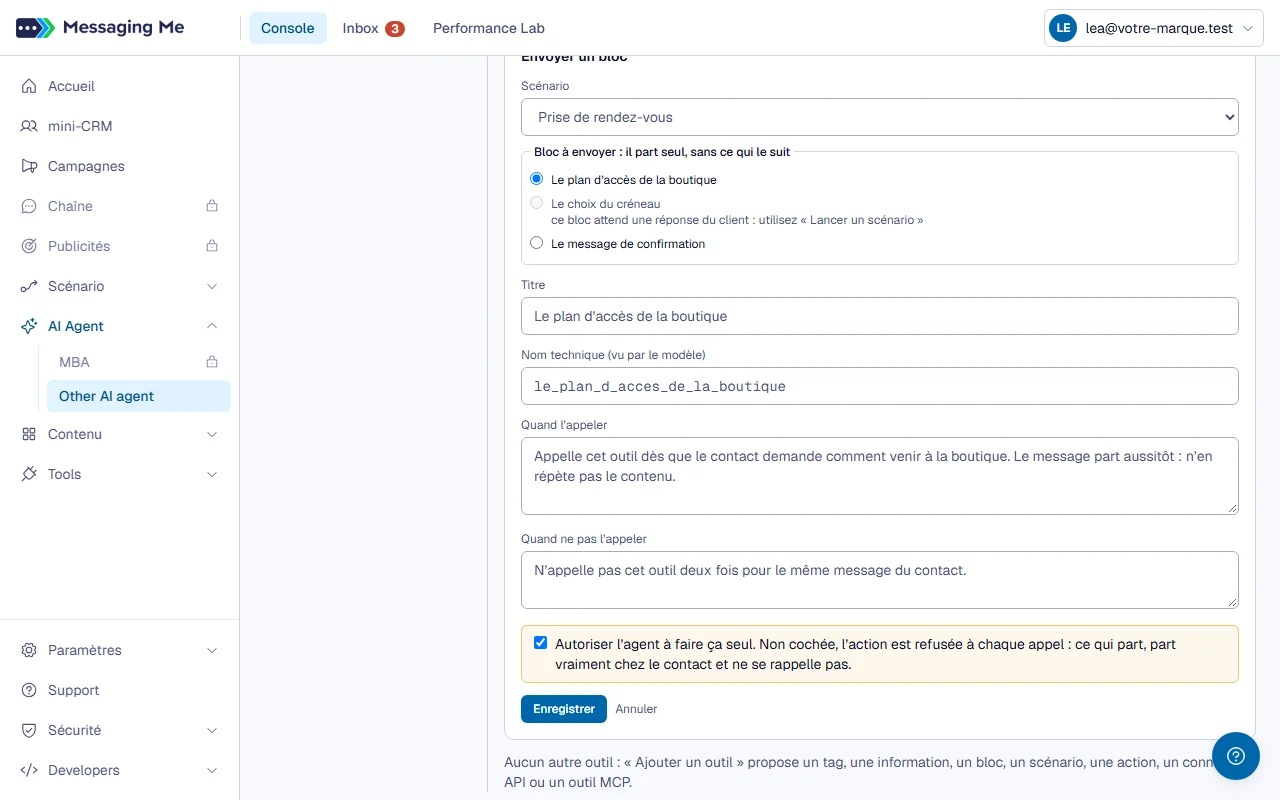 Messaging Me
Console
Inbox 3
Performance Lab
LE lea@votre-marque.test
Accueil
mini-CRM
Campagnes
Chaîne
Publicités
Scénario
AI Agent
MBA
Other AI agent
Contenu
Tools
Paramètres
Support
Sécurité
Developers
Envoyer un bloc
Scénario
Prise de rendez-vous
Bloc à envoyer : il part seul, sans ce qui le suit
Le plan d'accès de la boutique
Le choix du créneau
ce bloc attend une réponse du client : utilisez « Lancer un scénario »
Le message de confirmation
Titre
Le plan d'accès de la boutique
Nom technique (vu par le modèle)
le_plan_d_acces_de_la_boutique
Quand l'appeler
Appelle cet outil dès que le contact demande comment venir à la boutique. Le message part aussitôt : n'en
répète pas le contenu.
Quand ne pas l'appeler
N'appelle pas cet outil deux fois pour le même message du contact.
Autoriser l'agent à faire ça seul. Non cochée, l'action est refusée à chaque appel : ce qui part, part
vraiment chez le contact et ne se rappelle pas.
Enregistrer
Annuler
Aucun autre outil : « Ajouter un outil » propose un tag, une information, un bloc, un scénario, une action, un
API ou un outil MCP.